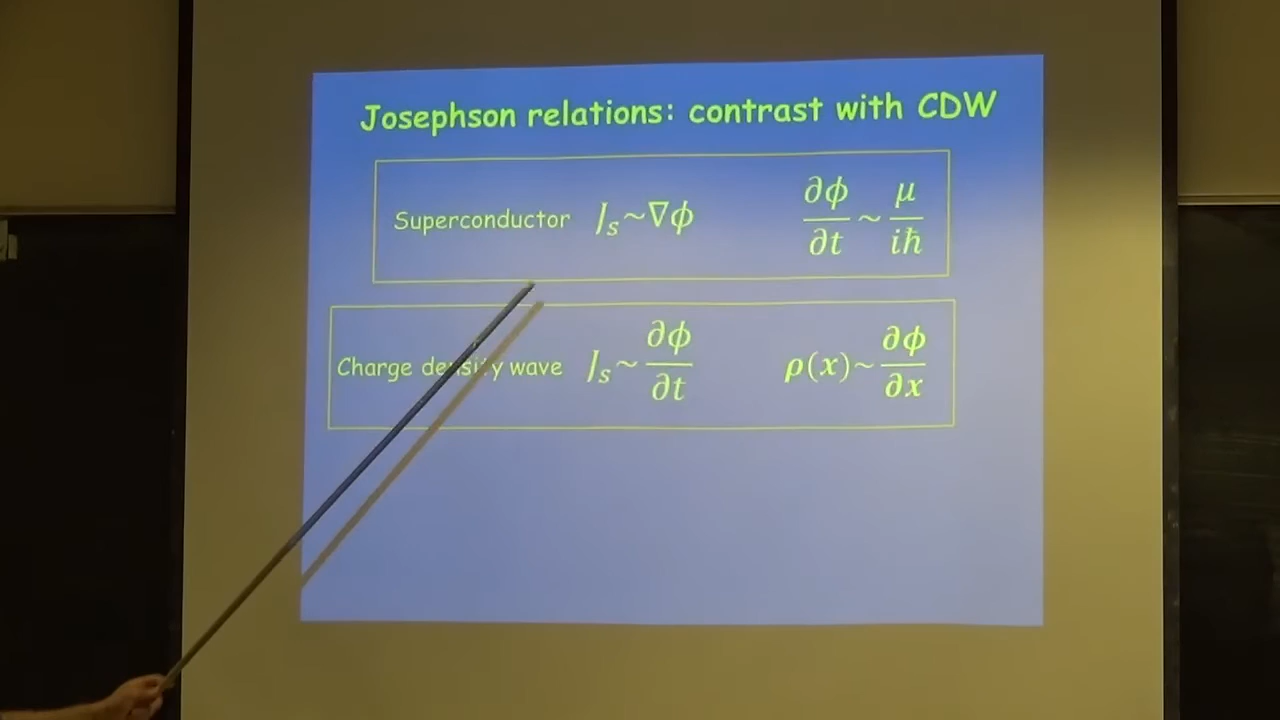 Josephson relations: contrast with CDW
Superconductor J_s~∇ϕ ∂ϕ/∂t ~ μ/iħ
Charge density wave J_s~ ∂ϕ/∂t ρ(x)~ ∂ϕ/∂x